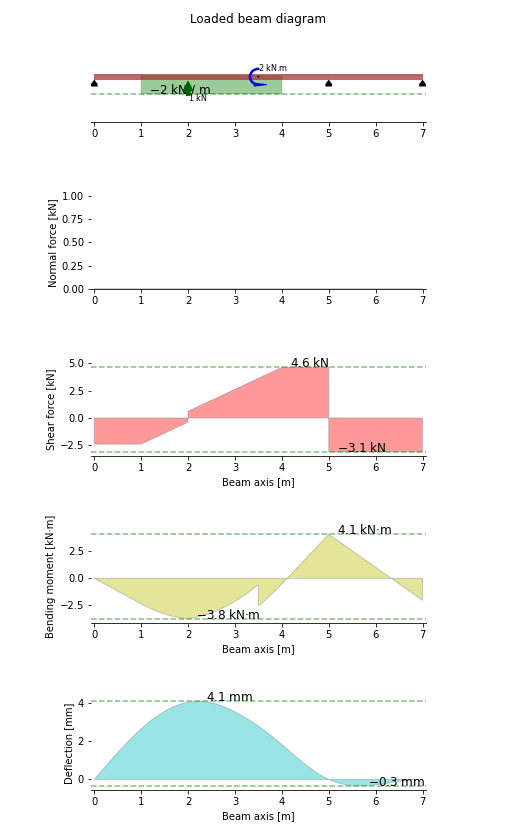 Loaded beam diagram
2 kN.m
−2 kN/m
1 kN
0 1 2 3 4 5 6 7
Normal force [kN]
1.00
0.75
0.50
0.25
0.00
0 1 2 3 4 5 6 7
Shear force [kN]
5.0
2.5
0.0
−2.5
4.6 kN
−3.1 kN
0 1 2 3 4 5 6 7
Beam axis [m]
Bending moment [kN·m]
2.5
0.0
−2.5
4.1 kN·m
−3.8 kN·m
0 1 2 3 4 5 6 7
Beam axis [m]
Deflection [mm]
4
2
0
4.1 mm
−0.3 mm
0 1 2 3 4 5 6 7
Beam axis [m]